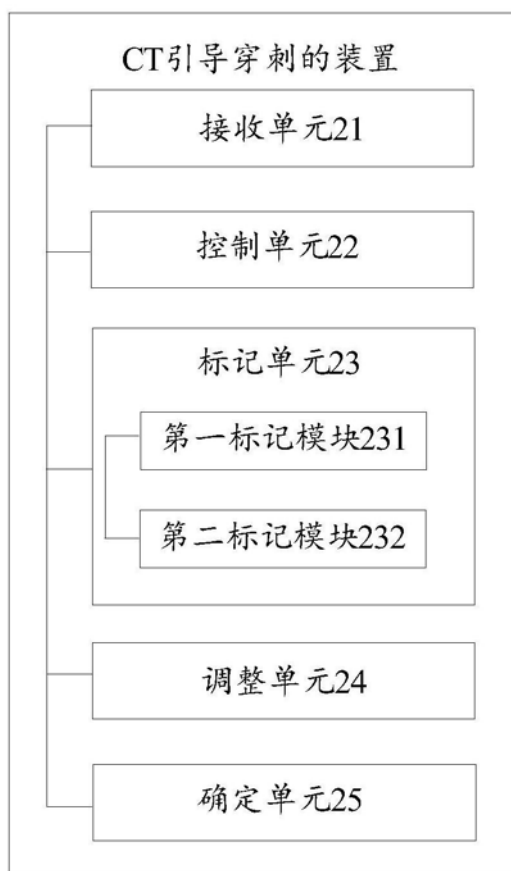 CT引导穿刺的装置
接收单元21
控制单元22
标记单元23
第一标记模块231
第二标记模块232
调整单元24
确定单元25